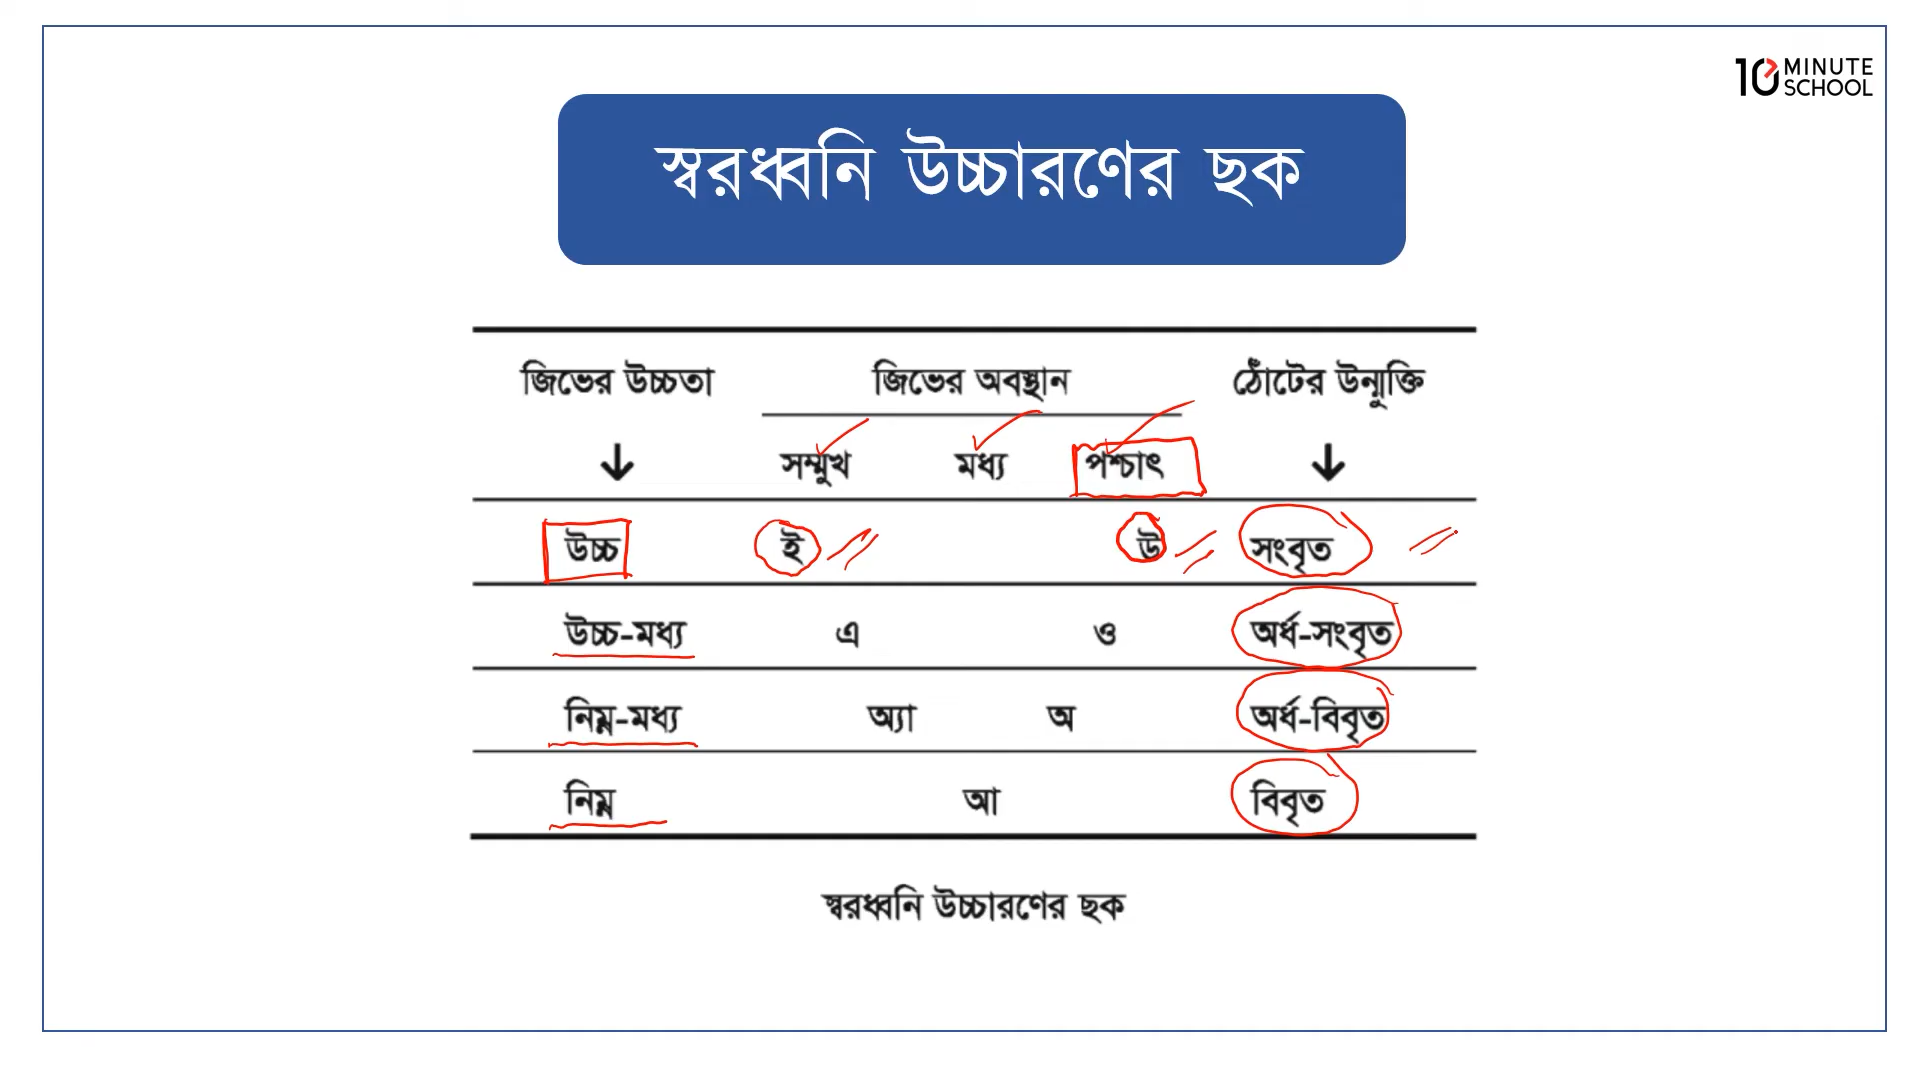 10 MINUTE SCHOOL
স্বরধ্বনি উচ্চারণের ছক
জিভের উচ্চতা জিভের অবস্থান ঠোঁটের উন্মুক্তি
↓ সম্মুখ মধ্য পশ্চাৎ ↓
উচ্চ ই উ সংবৃত
উচ্চ-মধ্য এ ও অর্ধ-সংবৃত
নিম্ন-মধ্য অ্যা অ অর্ধ-বিবৃত
নিম্ন আ বিবৃত
স্বরধ্বনি উচ্চারণের ছক